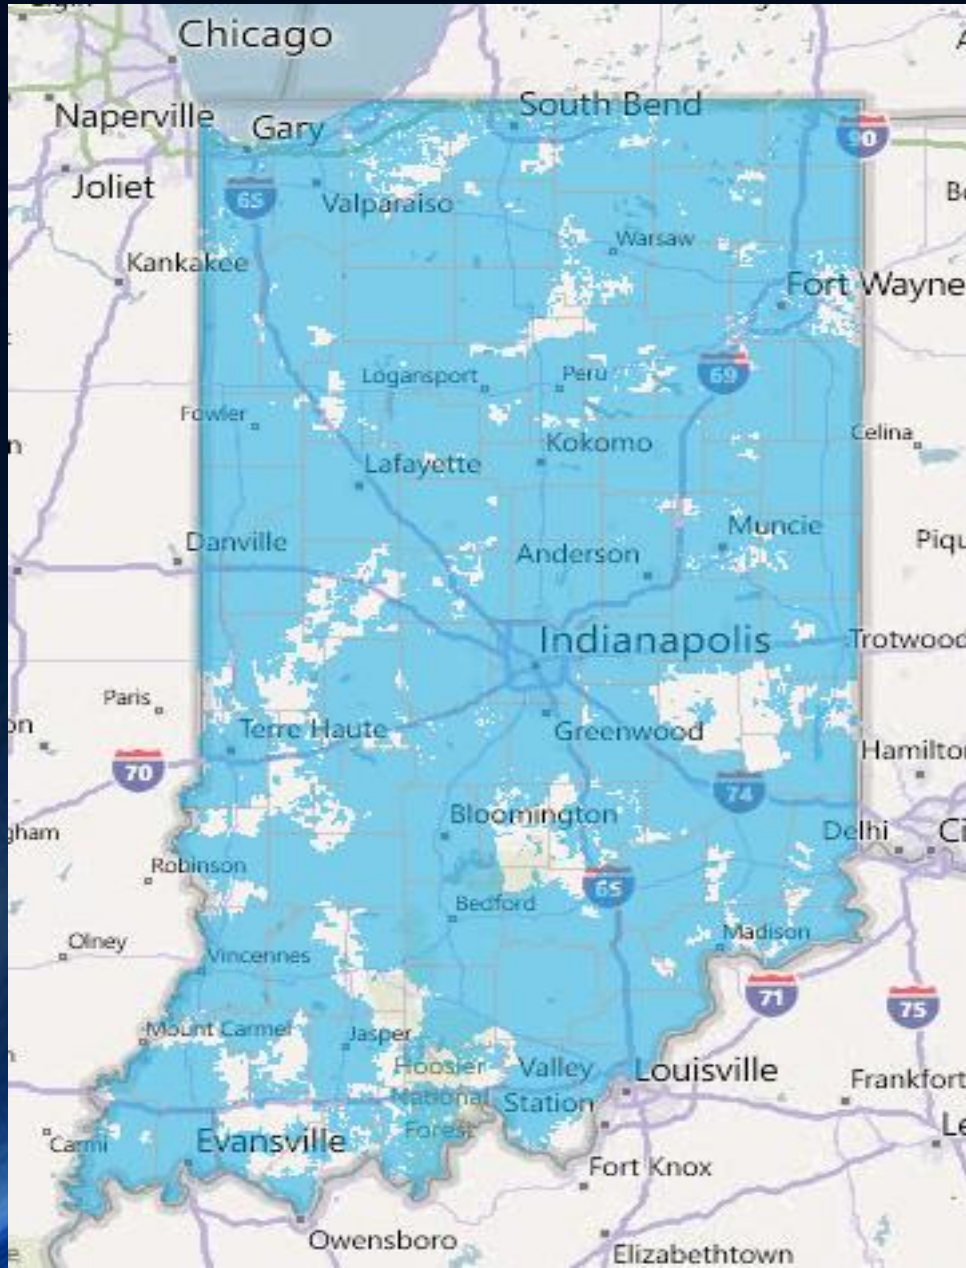 Chicago
South Bend
Naperville
Gary
90
Joliet
65
Valparaiso
Warsaw
Kankakee
Fort Wayne
Logansport
Peru
69
Fowler
Kokomo
Celina
Lafayette
Danville
Anderson
Muncie
Indianapolis
Trotwood
Paris
Terre Haute
Greenwood
70
74
Hamilton
Bloomington
Delhi
Robinson
65
Bedford
Olney
Vincennes
Madison
71
75
Mount Carmel
Jasper
Hoosier
National
Forest
Valley
Station
Louisville
Frankfort
Carmi
Evansville
Fort Knox
Owensboro
Elizabethtown